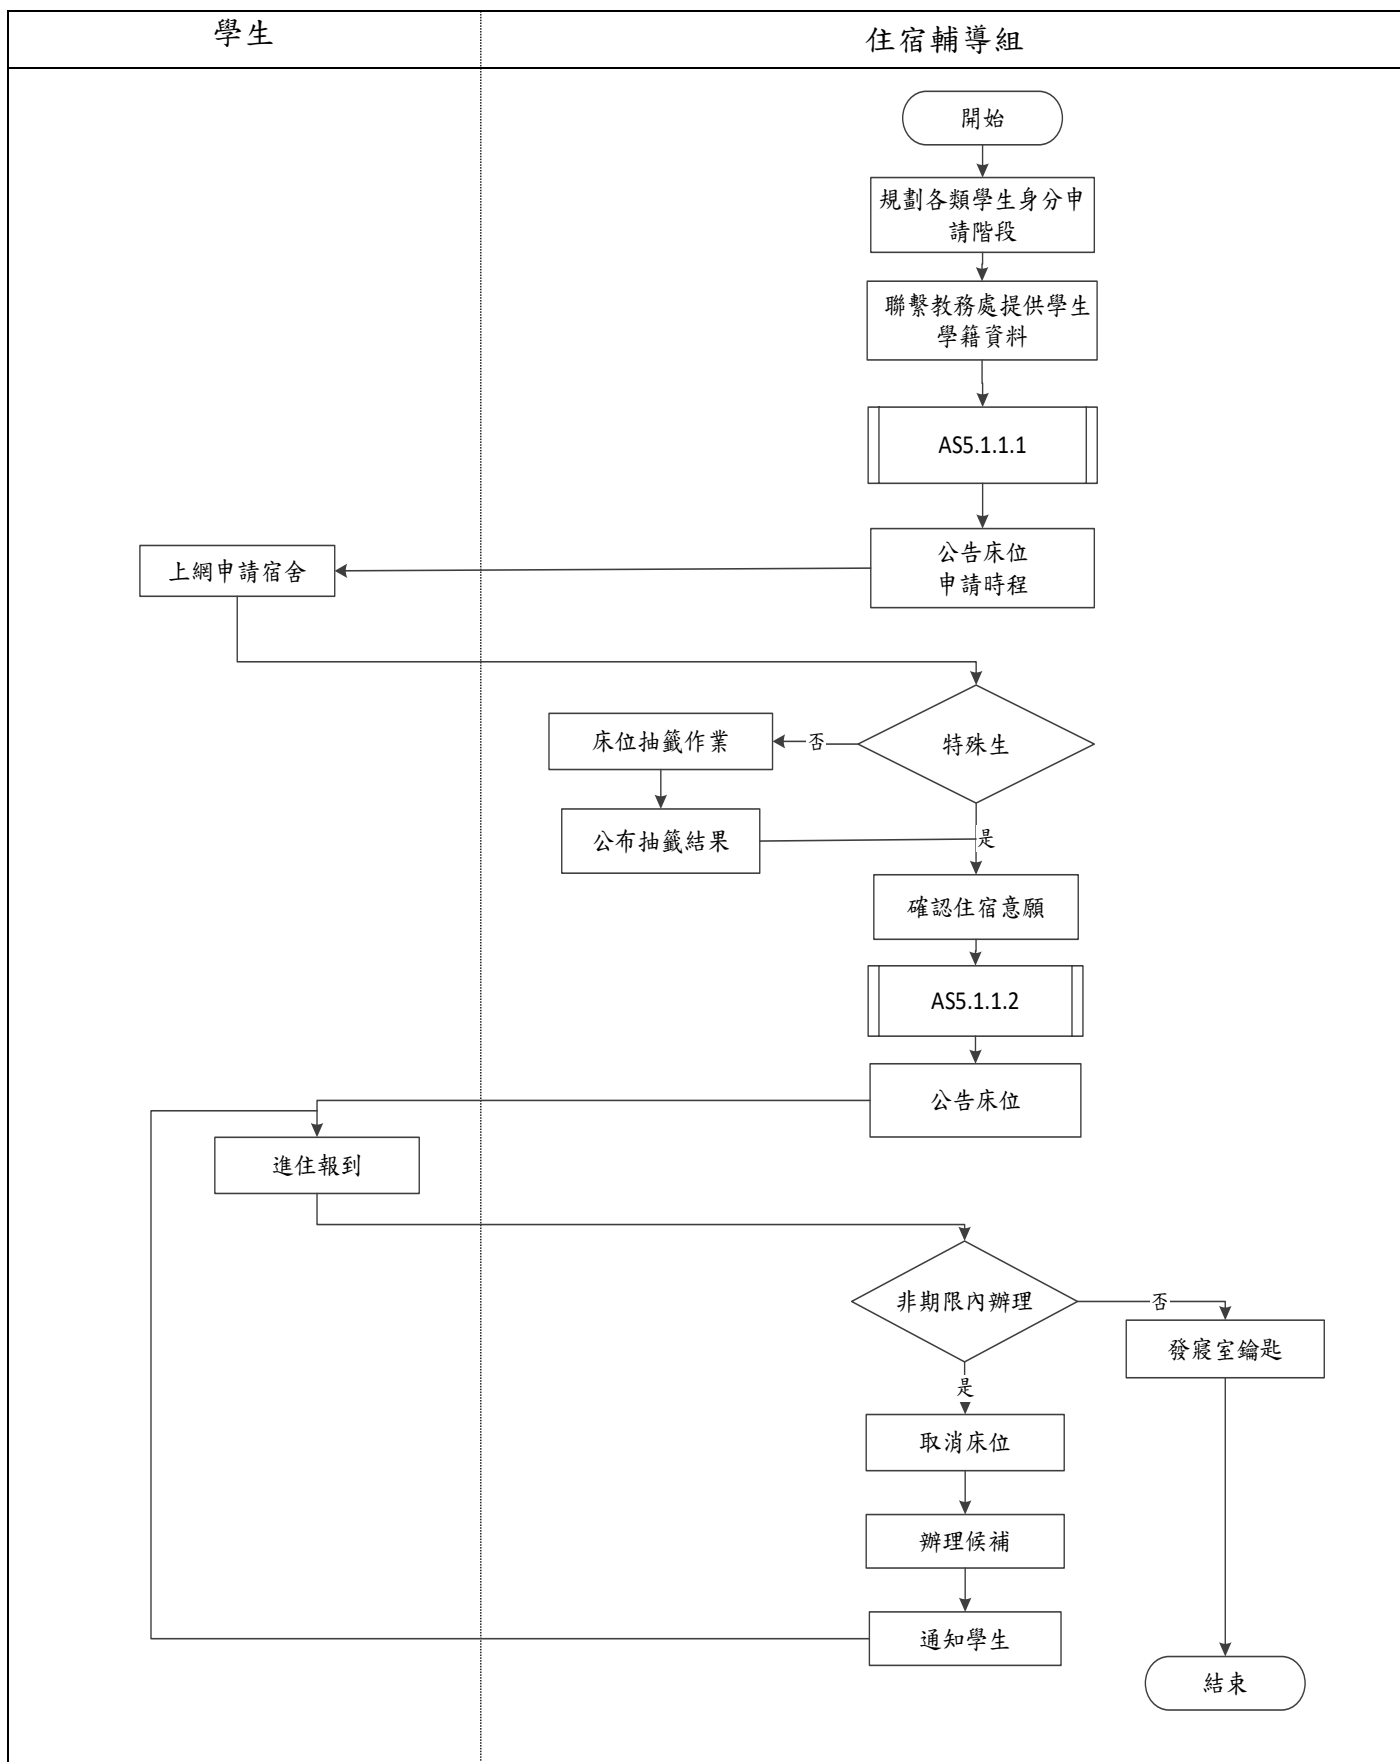 學生
住宿輔導組
開始
規劃各類學生身分申
請階段
聯繫教務處提供學生
學籍資料
AS5.1.1.1
公告床位
申請時程
上網申請宿舍
特殊生
否
床位抽籤作業
公布抽籤結果
是
確認住宿意願
AS5.1.1.2
公告床位
進住報到
非期限內辦理
否
發寢室鑰匙
是
取消床位
辦理候補
通知學生
結束